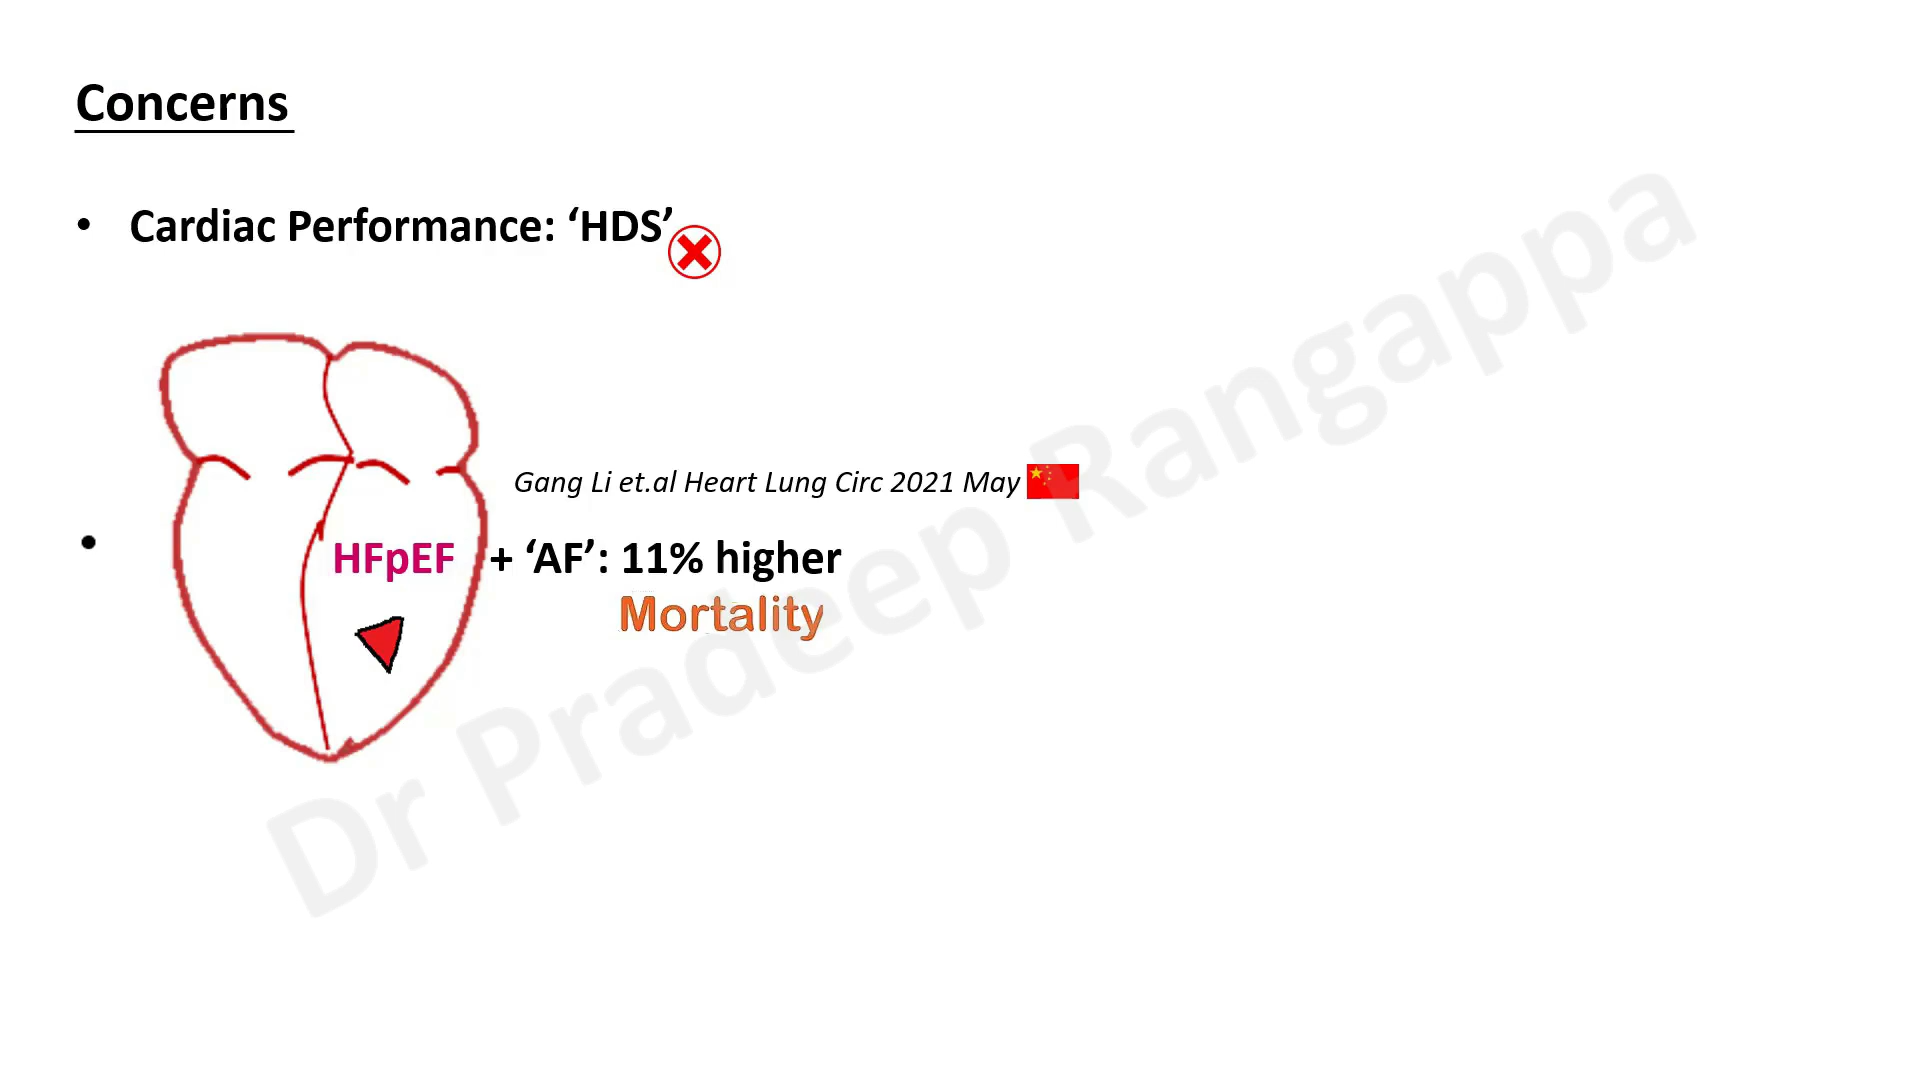 Concerns
• Cardiac Performance: ‘HDS’
Gang Li et.al Heart Lung Circ 2021 May
• HFpEF + ‘AF’: 11% higher
Mortality
Dr Pradeep Rangappa